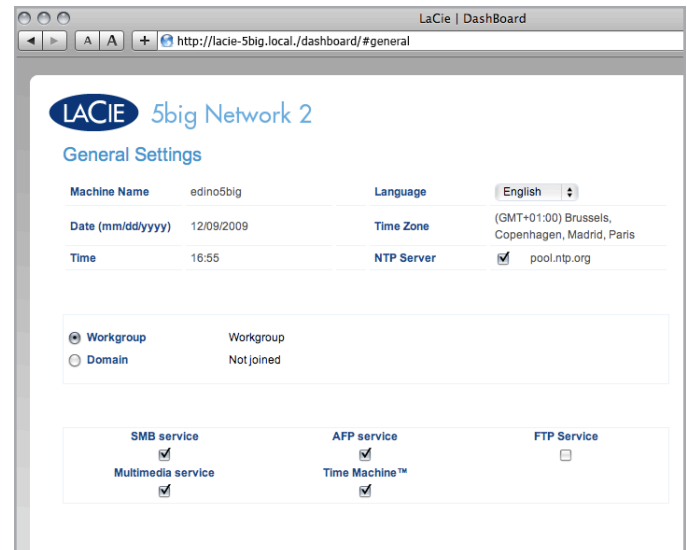 LaCie | DashBoard
A A + http://lacie-5big.local./dashboard/#general
LACIE 5big Network 2
General Settings
Machine Name edino5big Language English
Date (mm/dd/yyyy) 12/09/2009 Time Zone (GMT+01:00) Brussels,
Copenhagen, Madrid, Paris
Time 16:55 NTP Server pool.ntp.org
Workgroup Workgroup
Domain Not joined
SMB service AFP service FTP Service
Multimedia service Time Machine™